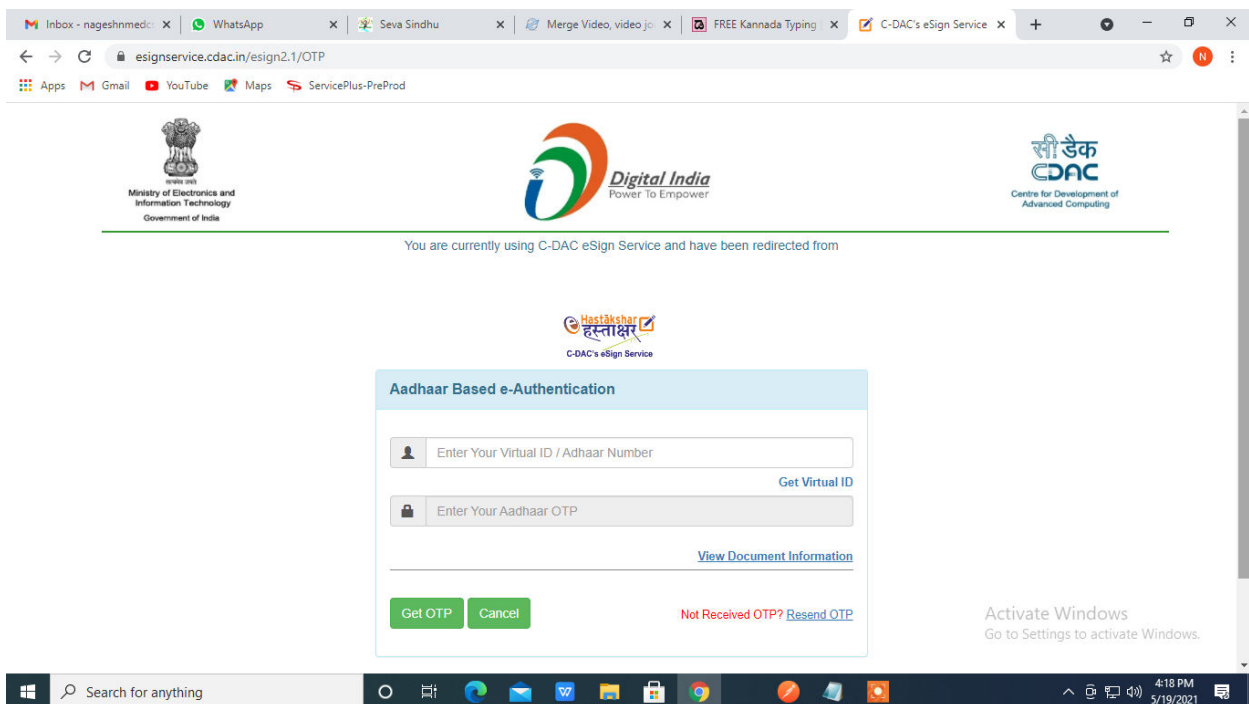 Inbox - nageshnmedcs
WhatsApp
Seva Sindhu
Merge Video, video jo
FREE Kannada Typing
C-DAC's eSign Service
esignservice.cdac.in/esign2.1/OTP
N
Apps
Gmail
YouTube
Maps
ServicePlus-PreProd
Ministry of Electronics and
Information Technology
Government of India
Digital India
Power To Empower
सी डैक
CDAC
Centre for Development of
Advanced Computing
You are currently using C-DAC eSign Service and have been redirected from
e Hastākshar
हस्ताक्षर
C-DAC's eSign Service
Aadhaar Based e-Authentication
Enter Your Virtual ID / Adhaar Number
Get Virtual ID
Enter Your Aadhaar OTP
View Document Information
Get OTP
Cancel
Not Received OTP? Resend OTP
Activate Windows
Go to Settings to activate Windows.
Search for anything
4:18 PM
5/19/2021